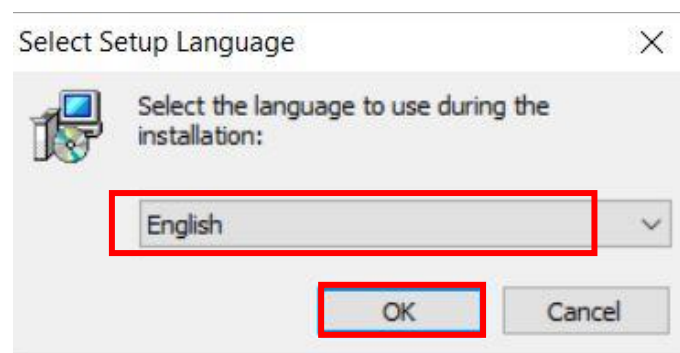 Select Setup Language
Select the language to use during the
installation:
English
OK
Cancel